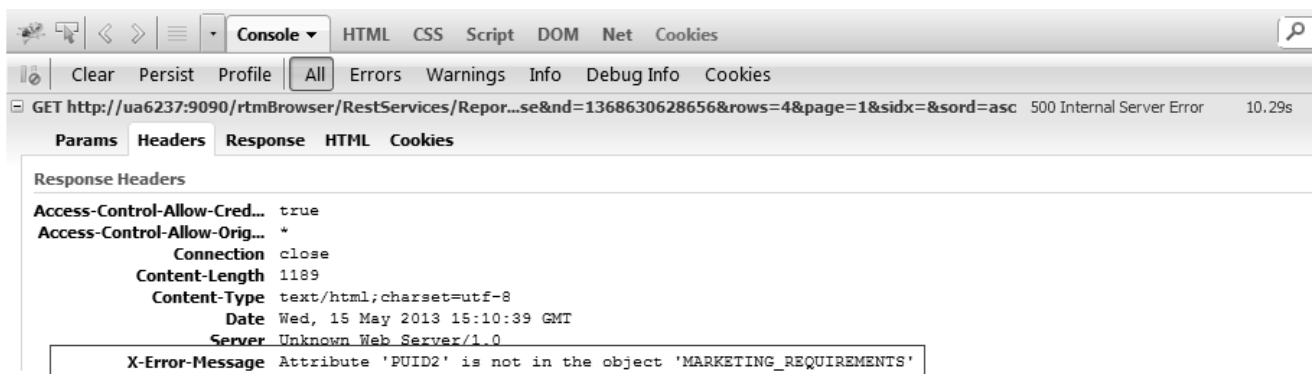 Console HTML CSS Script DOM Net Cookies
Clear Persist Profile All Errors Warnings Info Debug Info Cookies
GET http://ua6237:9090/rtmBrowser/RestServices/Repor...se&nd=1368630628656&rows=4&page=1&sidx=&sord=asc 500 Internal Server Error 10.29s
Params Headers Response HTML Cookies
Response Headers
Access-Control-Allow-Cred... true
Access-Control-Allow-Orig... *
Connection close
Content-Length 1189
Content-Type text/html;charset=utf-8
Date Wed, 15 May 2013 15:10:39 GMT
Server Unknown Web Server/1.0
X-Error-Message Attribute 'PUID2' is not in the object 'MARKETING_REQUIREMENTS'